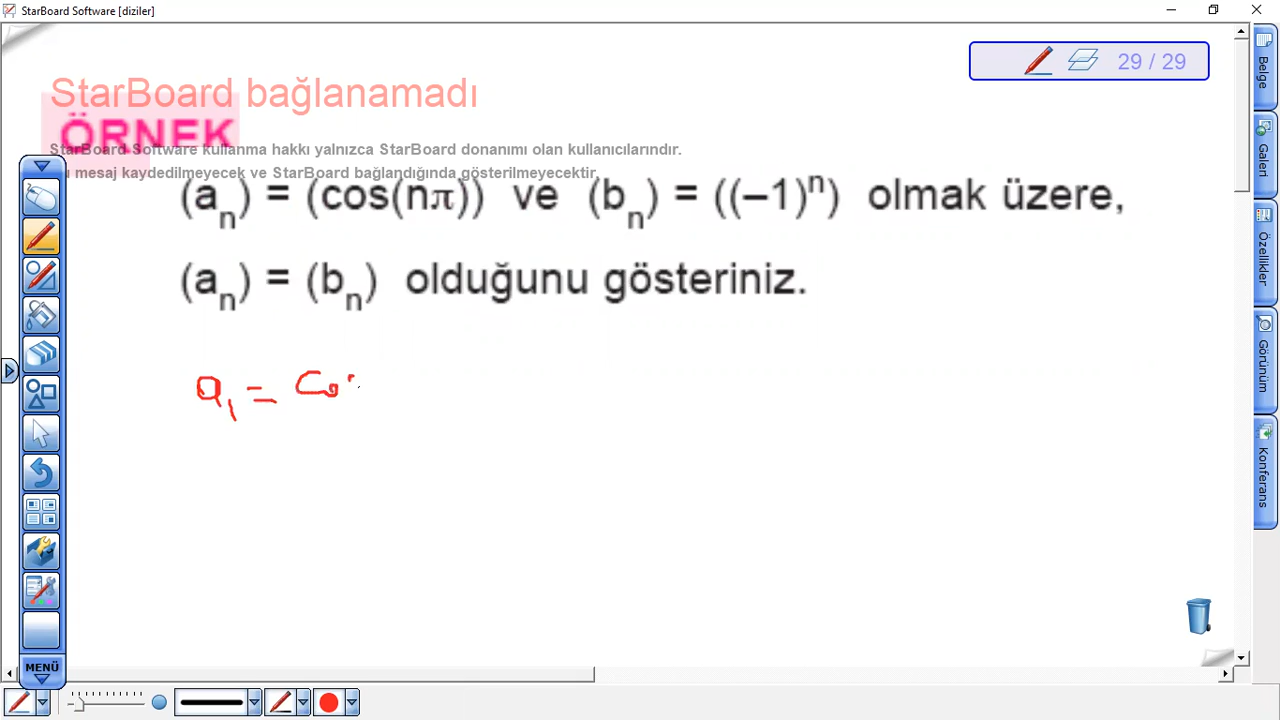 StarBoard Software [diziler]
29 / 29
StarBoard bağlanamadı
ÖRNEK
StarBoard Software kullanma hakkı yalnızca StarBoard donanımı olan kullanıcılarındır.
mesaj kaydedilmeyecek ve StarBoard bağlandığında gösterilmeyecektir.
(aₙ) = (cos(nπ)) ve (bₙ) = ((–1)ⁿ) olmak üzere,
(aₙ) = (bₙ) olduğunu gösteriniz.
a₁ = Cos
Belge
Galeri
Özellikler
Görünüm
Konferans
MENÜ